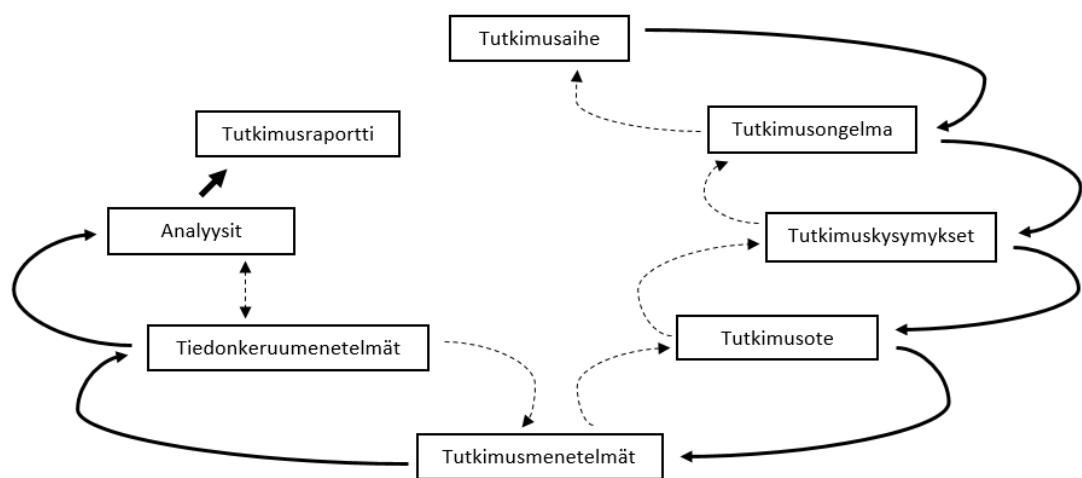 Tutkimusaihe
Tutkimusraportti
Tutkimusongelma
Analyysit
Tutkimuskysymykset
Tiedonkeruumenetelmät
Tutkimusote
Tutkimusmenetelmät